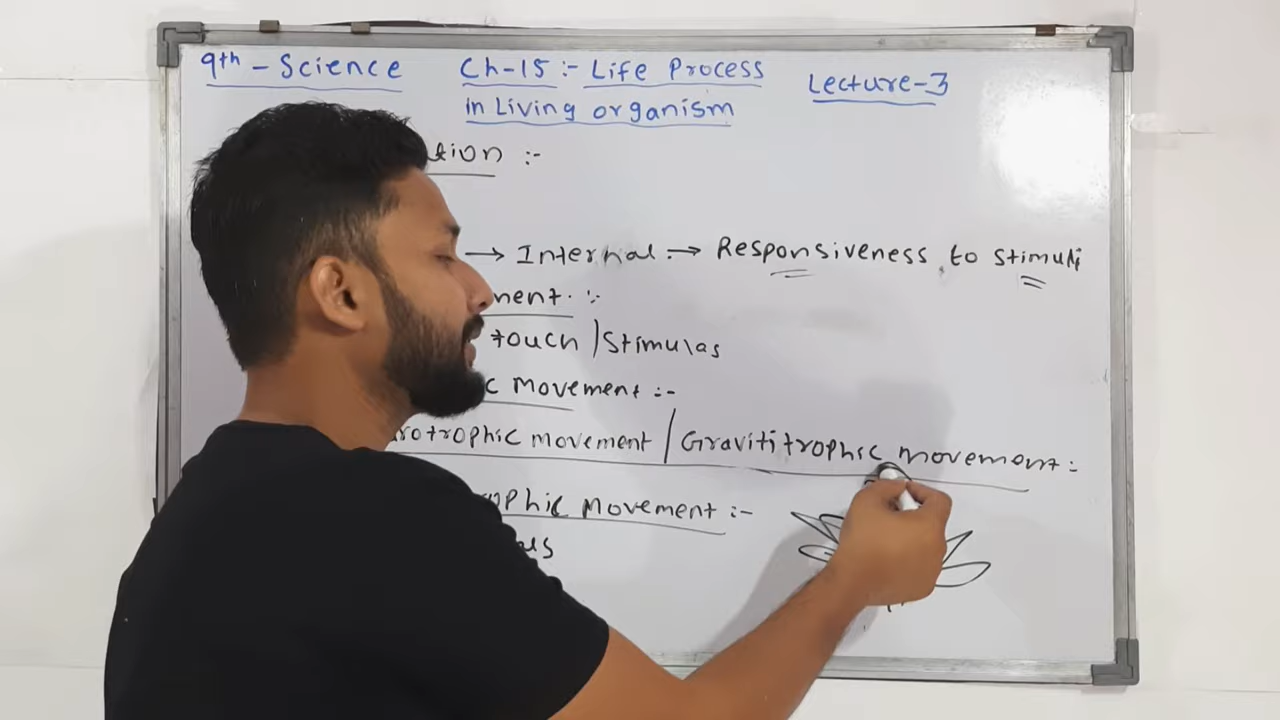 9th - Science Ch-15 :- Life Process Lecture-3
in Living organism
tion :-
→ Internal → Responsiveness to stimuli
ment :-
touch / Stimulas
c movement :-
rotrophic movement / Gravititrophic movement :-
rophic movement :-
us